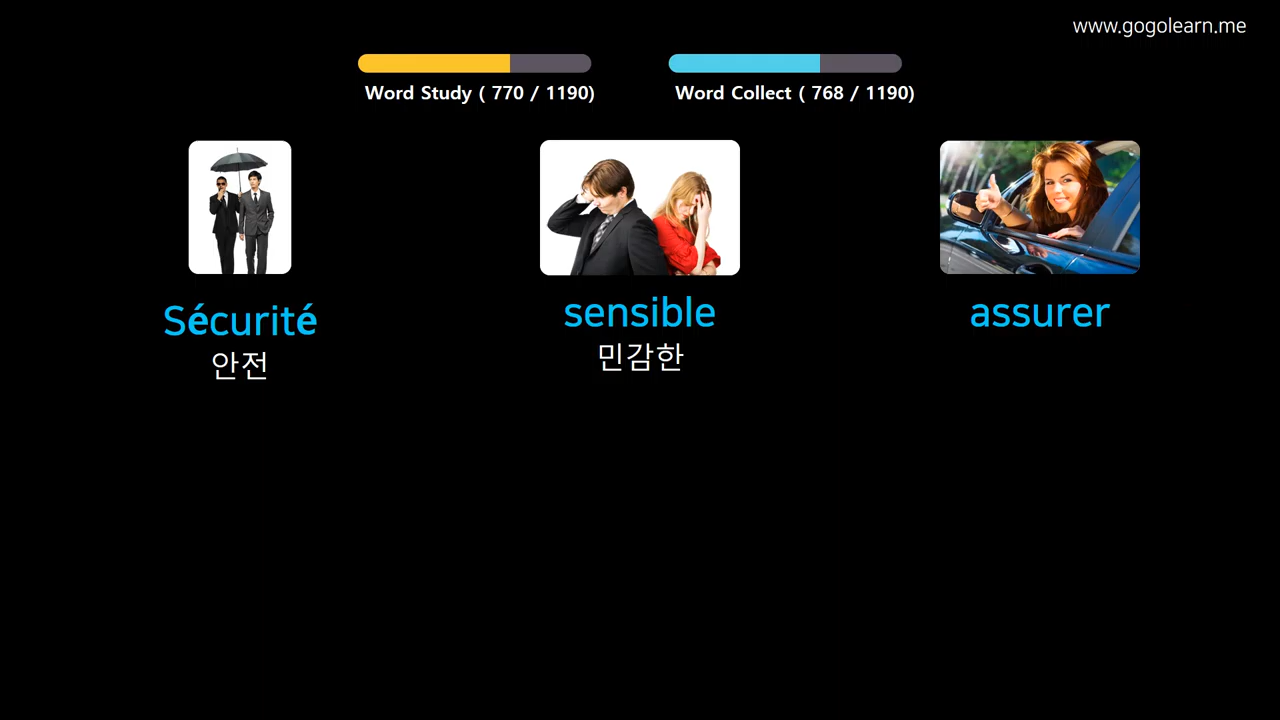 www.gogolearn.me
Word Study ( 770 / 1190)
Word Collect ( 768 / 1190)
Sécurité
안전
sensible
민감한
assurer